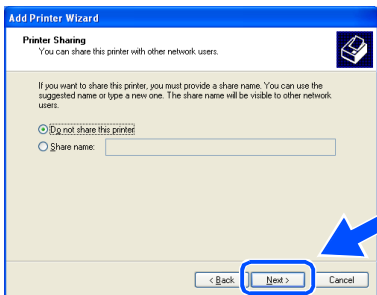 Add Printer Wizard
Printer Sharing
You can share this printer with other network users.
If you want to share this printer, you must provide a share name. You can use the
suggested name or type a new one. The share name will be visible to other network
users.
Do not share this printer
Share name:
< Back Next > Cancel